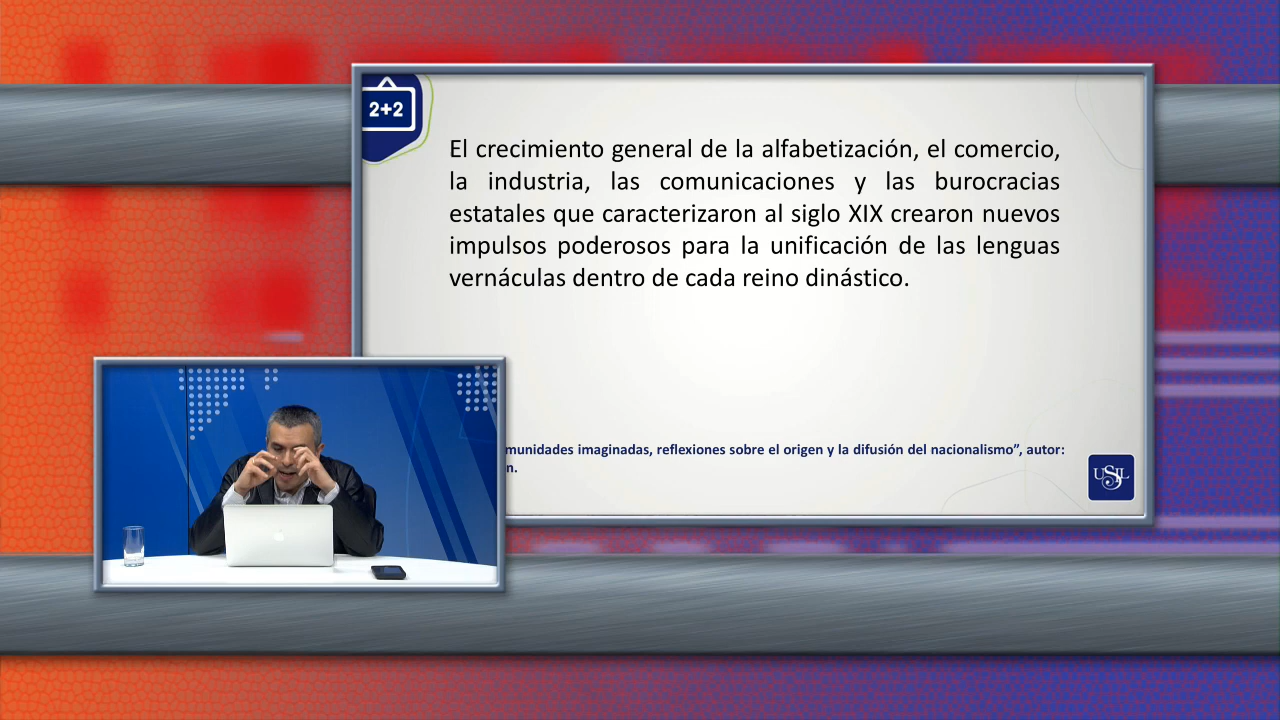 2+2
El crecimiento general de la alfabetización, el comercio,
la industria, las comunicaciones y las burocracias
estatales que caracterizaron al siglo XIX crearon nuevos
impulsos poderosos para la unificación de las lenguas
vernáculas dentro de cada reino dinástico.
munidades imaginadas, reflexiones sobre el origen y la difusión del nacionalismo”, autor:
n.
USIL